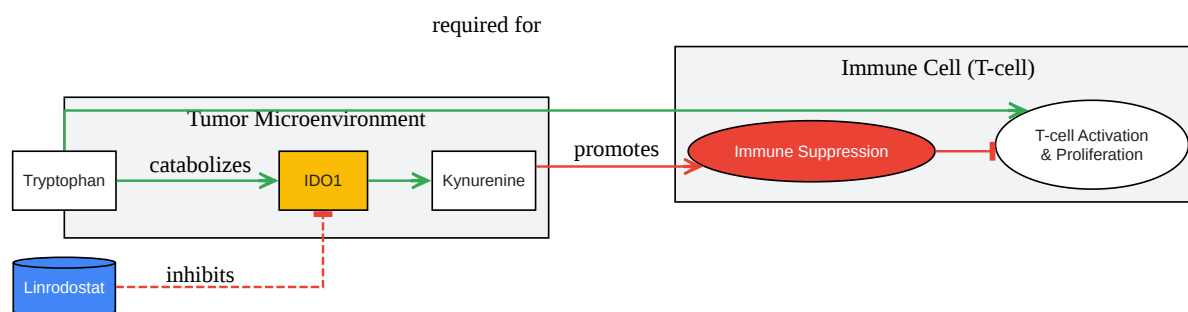 required for
Immune Cell (T-cell)
Tumor Microenvironment
T-cell Activation
& Proliferation
promotes
Immune Suppression
catabolizes
Tryptophan
IDO1
Kynurenine
inhibits
Linrodostat